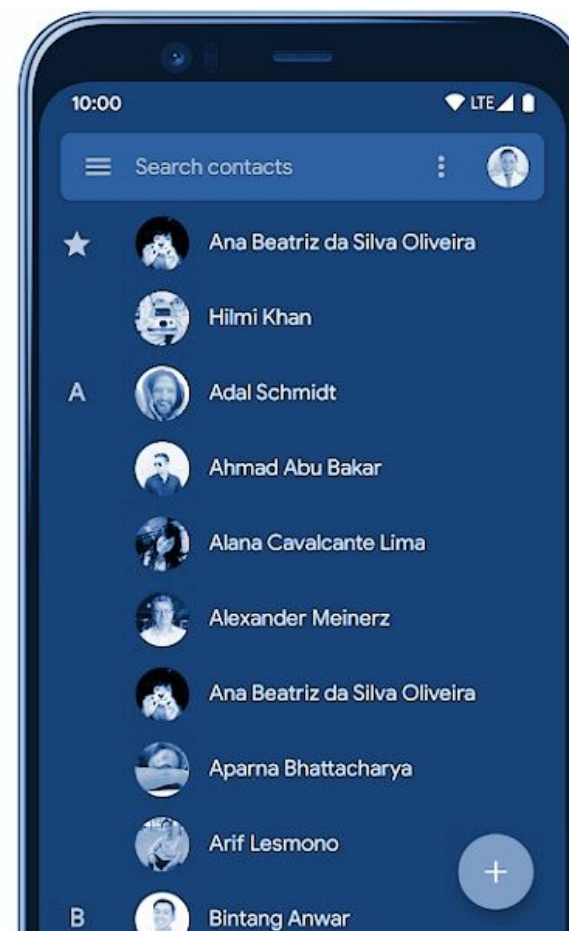 10:00 LTE
Search contacts
Ana Beatriz da Silva Oliveira
Hilmi Khan
A Adal Schmidt
Ahmad Abu Bakar
Alana Cavalcante Lima
Alexander Meinerz
Ana Beatriz da Silva Oliveira
Aparna Bhattacharya
Arif Lesmono
B Bintang Anwar